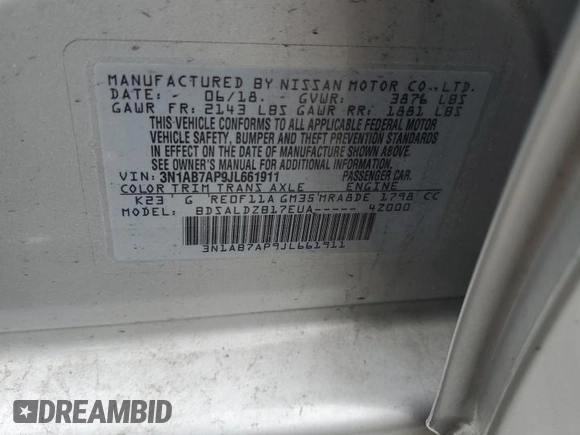 MANUFACTURED BY NISSAN MOTOR CO., LTD.
DATE: - 06/18. - GVWR: 3876 LBS
GAWR FR: 2143 LBS GAWR RR: 1881 LBS
THIS VEHICLE CONFORMS TO ALL APPLICABLE FEDERAL MOTOR
VEHICLE SAFETY, BUMPER AND THEFT PREVENTION STANDARDS
IN EFFECT ON THE DATE OF MANUFACTURE SHOWN ABOVE.
SEE OWNER'S MANUAL FOR ADDITIONAL INFORMATION.
VIN: 3N1AB7AP9JL661911 PASSENGER CAR.
COLOR TRIM TRANS AXLE ENGINE
K23 G RE0F11A GM35 MRA8DE 1798 CC
MODEL: BDSALDZB17EUA----- 42000
3N1AB7AP9JL661911
DREAMBID